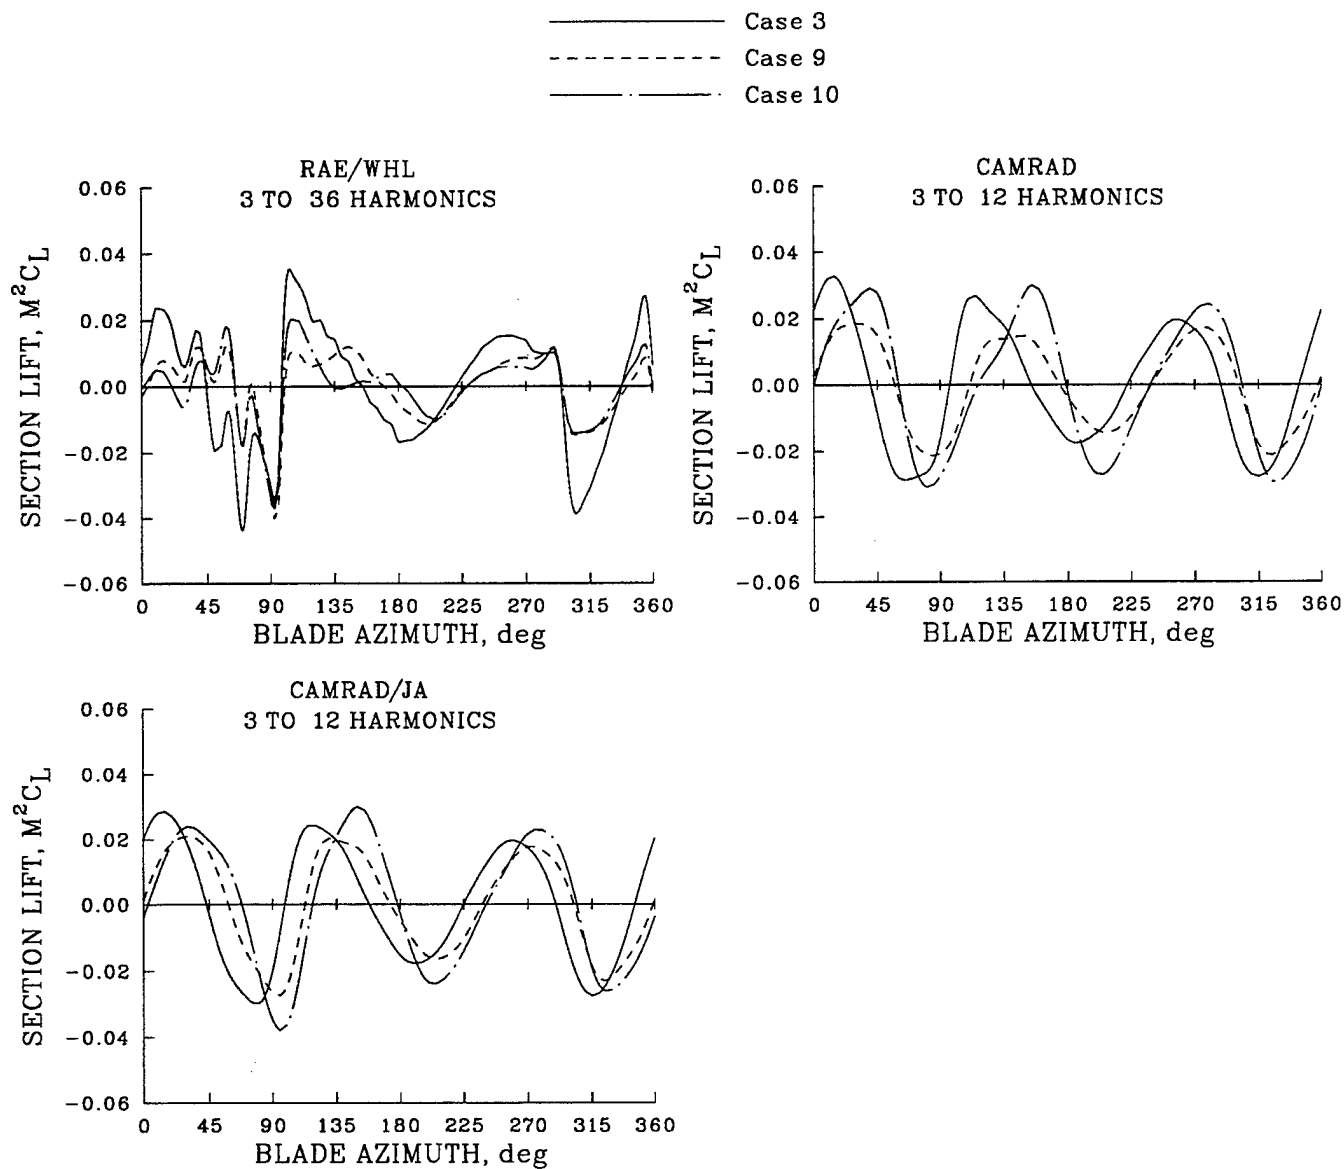 Case 3
Case 9
Case 10
RAE/WHL
3 TO 36 HARMONICS
0.06
0.04
0.02
0.00
-0.02
-0.04
-0.06
SECTION LIFT, M²CL
0 45 90 135 180 225 270 315 360
BLADE AZIMUTH, deg
CAMRAD
3 TO 12 HARMONICS
0.06
0.04
0.02
0.00
-0.02
-0.04
-0.06
SECTION LIFT, M²CL
0 45 90 135 180 225 270 315 360
BLADE AZIMUTH, deg
CAMRAD/JA
3 TO 12 HARMONICS
0.06
0.04
0.02
0.00
-0.02
-0.04
-0.06
SECTION LIFT, M²CL
0 45 90 135 180 225 270 315 360
BLADE AZIMUTH, deg